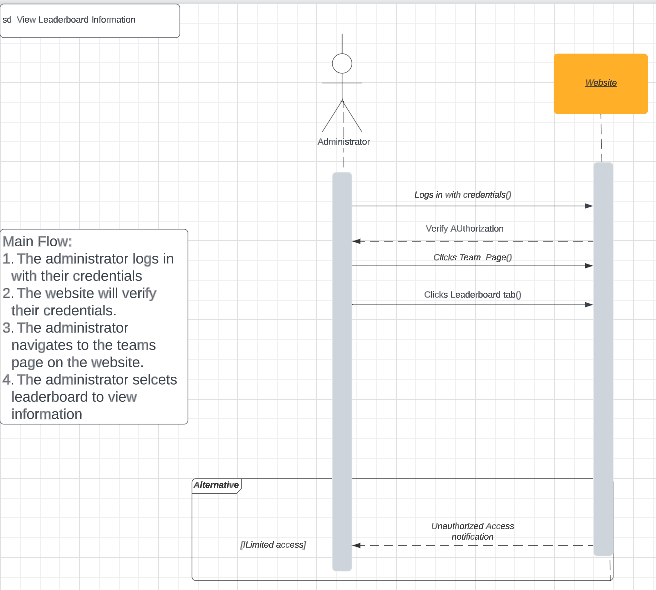 sd View Leaderboard Information
Website
Administrator
Logs in with credentials()
Verify AUthorization
Clicks Team_Page()
Clicks Leaderboard tab()
Main Flow:
1. The administrator logs in
with their credentials
2. The website will verify
their credentials.
3. The administrator
navigates to the teams
page on the website.
4. The administrator selcets
leaderboard to view
information
Alternative
Unauthorized Access
notification
[!Limited access]